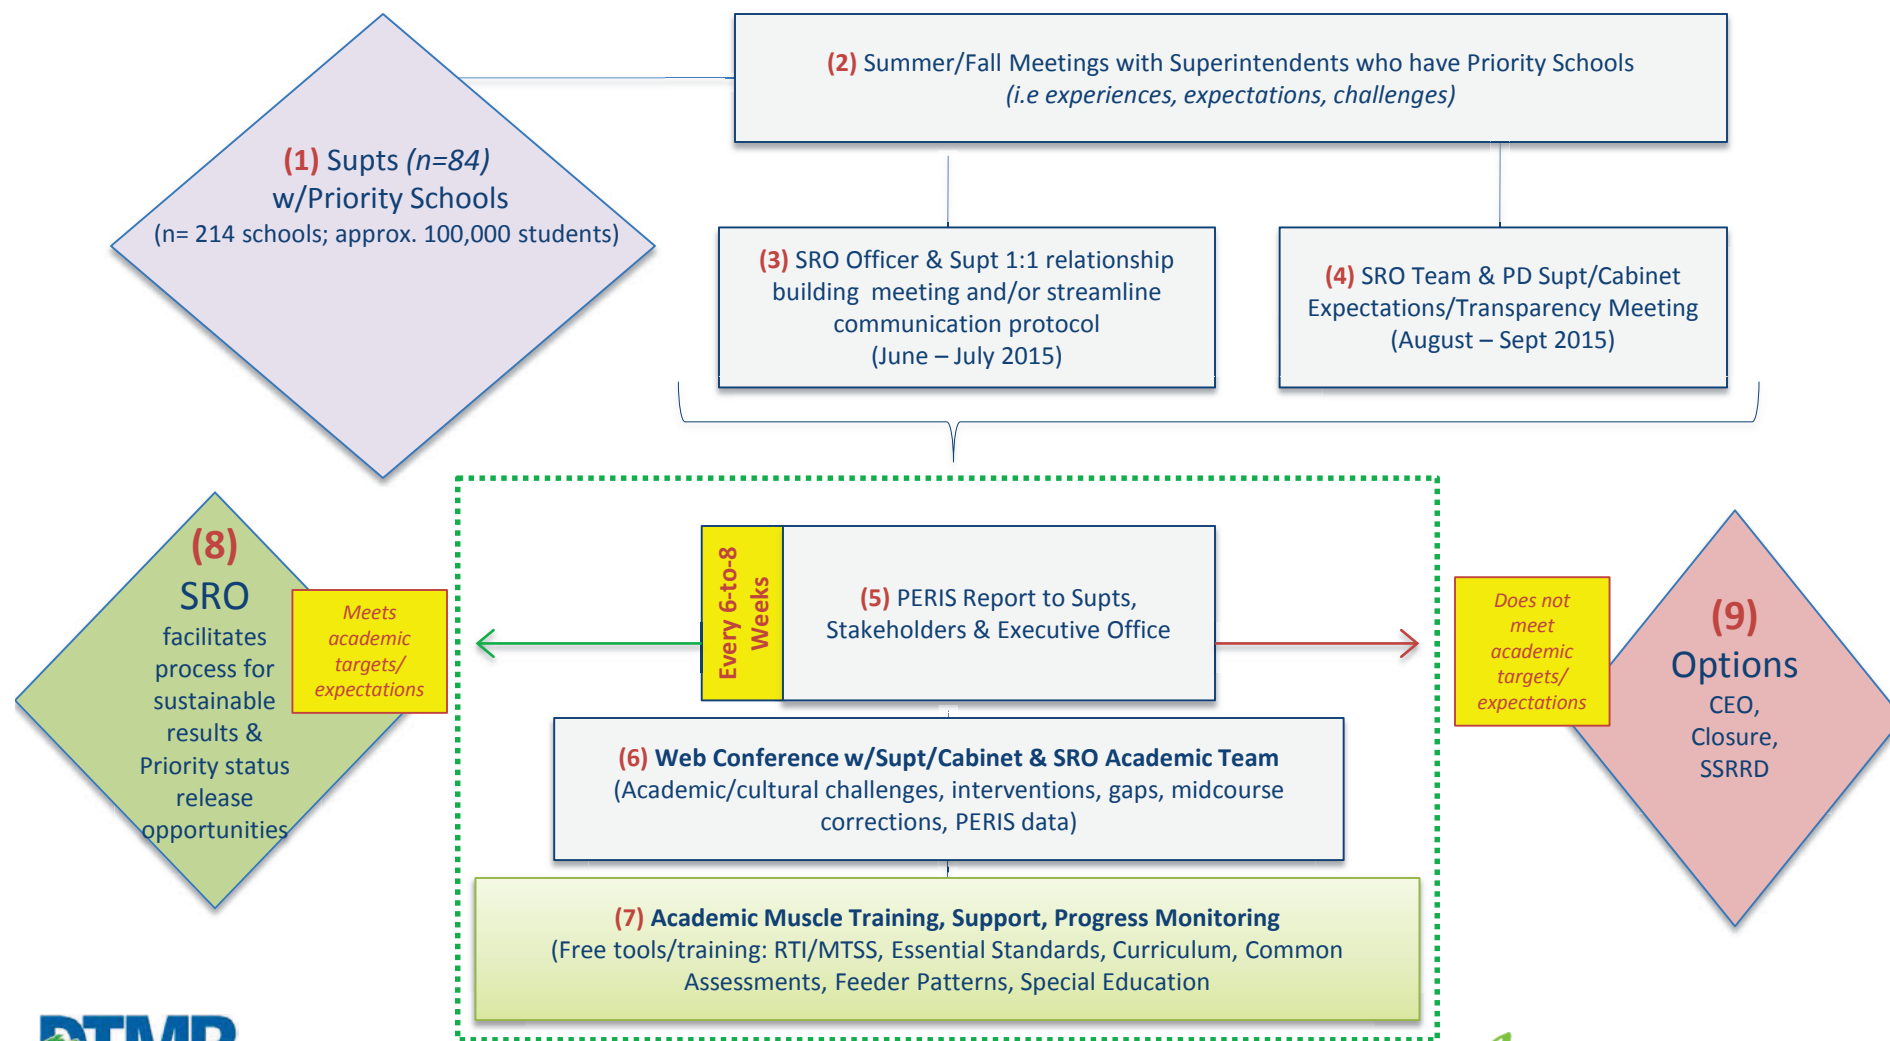 (2) Summer/Fall Meetings with Superintendents who have Priority Schools
(i.e experiences, expectations, challenges)
(1) Supts (n=84)
w/Priority Schools
(n= 214 schools; approx. 100,000 students)
(3) SRO Officer & Supt 1:1 relationship
building meeting and/or streamline
communication protocol
(June – July 2015)
(4) SRO Team & PD Supt/Cabinet
Expectations/Transparency Meeting
(August – Sept 2015)
(8)
SRO
facilitates
process for
sustainable
results &
Priority status
release
opportunities
Meets
academic
targets/
expectations
Every 6-to-8
Weeks
(5) PERIS Report to Supts,
Stakeholders & Executive Office
Does not
meet
academic
targets/
expectations
(9)
Options
CEO,
Closure,
SSRRD
(6) Web Conference w/Supt/Cabinet & SRO Academic Team
(Academic/cultural challenges, interventions, gaps, midcourse
corrections, PERIS data)
(7) Academic Muscle Training, Support, Progress Monitoring
(Free tools/training: RTI/MTSS, Essential Standards, Curriculum, Common
Assessments, Feeder Patterns, Special Education
DTMB